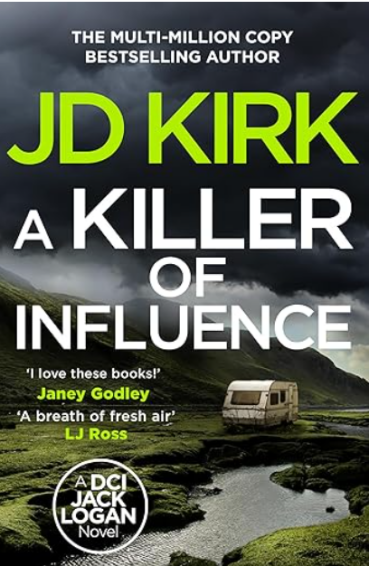 THE MULTI-MILLION COPY
BESTSELLING AUTHOR
JD KIRK
A KILLER
OF
INFLUENCE
'I love these books!'
Janey Godley
'A breath of fresh air'
LJ Ross
A DCI
JACK
LOGAN
Novel